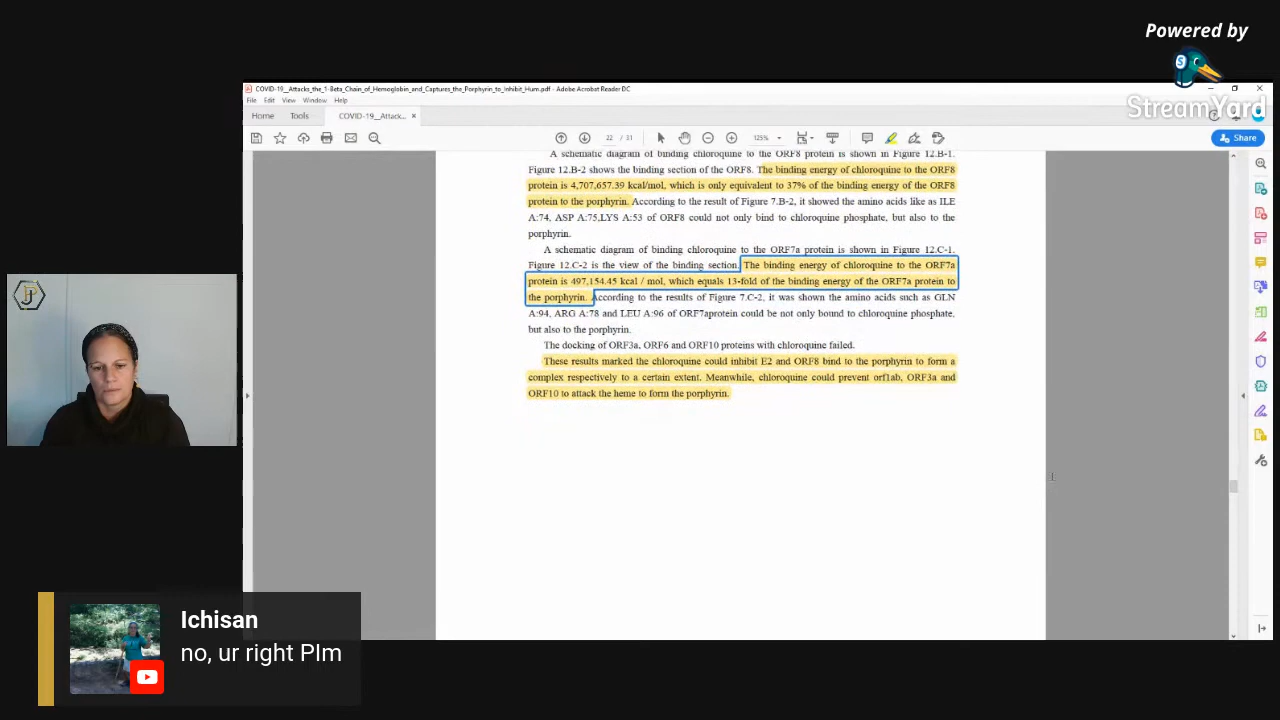 Powered by
StreamYard
COVID-19__Attacks_the_1-Beta_Chain_of_Hemoglobin_and_Captures_the_Porphyrin_to_Inhibit_Hum.pdf - Adobe Acrobat Reader DC
File Edit View Window Help
Home Tools COVID-19__Attack... ×
22 / 31 125%
Share
A schematic diagram of binding chloroquine to the ORF8 protein is shown in Figure 12.B-1.
Figure 12.B-2 shows the binding section of the ORF8. The binding energy of chloroquine to the ORF8
protein is 4,707,657.39 kcal/mol, which is only equivalent to 37% of the binding energy of the ORF8
protein to the porphyrin. According to the result of Figure 7.B-2, it showed the amino acids like as ILE
A:74, ASP A:75,LYS A:53 of ORF8 could not only bind to chloroquine phosphate, but also to the
porphyrin.
A schematic diagram of binding chloroquine to the ORF7a protein is shown in Figure 12.C-1.
Figure 12.C-2 is the view of the binding section. The binding energy of chloroquine to the ORF7a
protein is 497,154.45 kcal / mol, which equals 13-fold of the binding energy of the ORF7a protein to
the porphyrin. According to the results of Figure 7.C-2, it was shown the amino acids such as GLN
A:94, ARG A:78 and LEU A:96 of ORF7aprotein could be not only bound to chloroquine phosphate,
but also to the porphyrin.
The docking of ORF3a, ORF6 and ORF10 proteins with chloroquine failed.
These results marked the chloroquine could inhibit E2 and ORF8 bind to the porphyrin to form a
complex respectively to a certain extent. Meanwhile, chloroquine could prevent orf1ab, ORF3a and
ORF10 to attack the heme to form the porphyrin.
Ichisan
no, ur right PIm